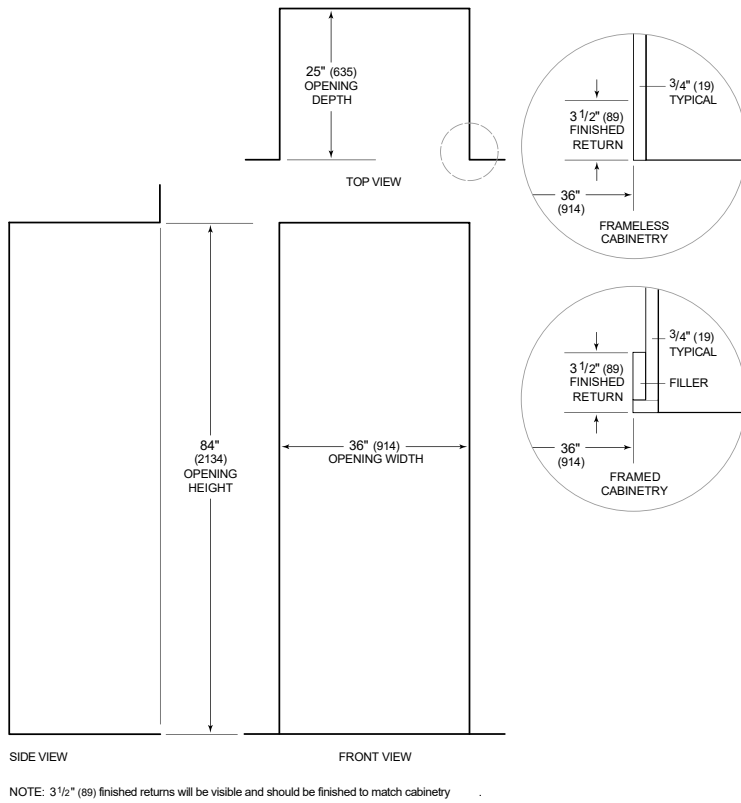 25" (635)
OPENING
DEPTH
TOP VIEW
3/4" (19)
TYPICAL
3 1/2" (89)
FINISHED
RETURN
36"
(914)
FRAMELESS
CABINETRY
3/4" (19)
TYPICAL
3 1/2" (89)
FINISHED
RETURN
FILLER
36"
(914)
FRAMED
CABINETRY
84"
(2134)
OPENING
HEIGHT
36" (914)
OPENING WIDTH
SIDE VIEW
FRONT VIEW
NOTE: 3 1/2" (89) finished returns will be visible and should be finished to match cabinetry .